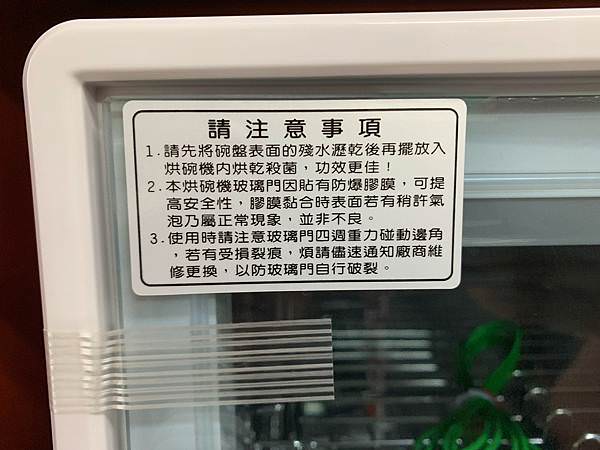 請注意事項
1.請先將碗盤表面的殘水瀝乾後再擺放入
烘碗機內烘乾殺菌，功效更佳！
2.本烘碗機玻璃門因貼有防爆膠膜，可提
高安全性，膠膜黏合時表面若有稍許氣
泡乃屬正常現象，並非不良。
3.使用時請注意玻璃門四週重力碰動邊角
，若有受損裂痕，煩請儘速通知廠商維
修更換，以防玻璃門自行破裂。